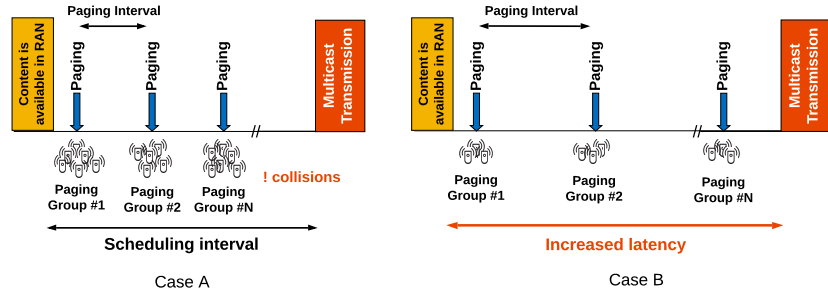 Paging Interval
Content is
available in RAN
Paging
Paging
Paging
Multicast
Transmission
Paging
Group #1
Paging
Group #2
Paging
Group #N
! collisions
Scheduling interval
Case A
Paging Interval
Content is
available in RAN
Paging
Paging
Paging
Multicast
Transmission
Paging
Group #1
Paging
Group #2
Paging
Group #N
Increased latency
Case B